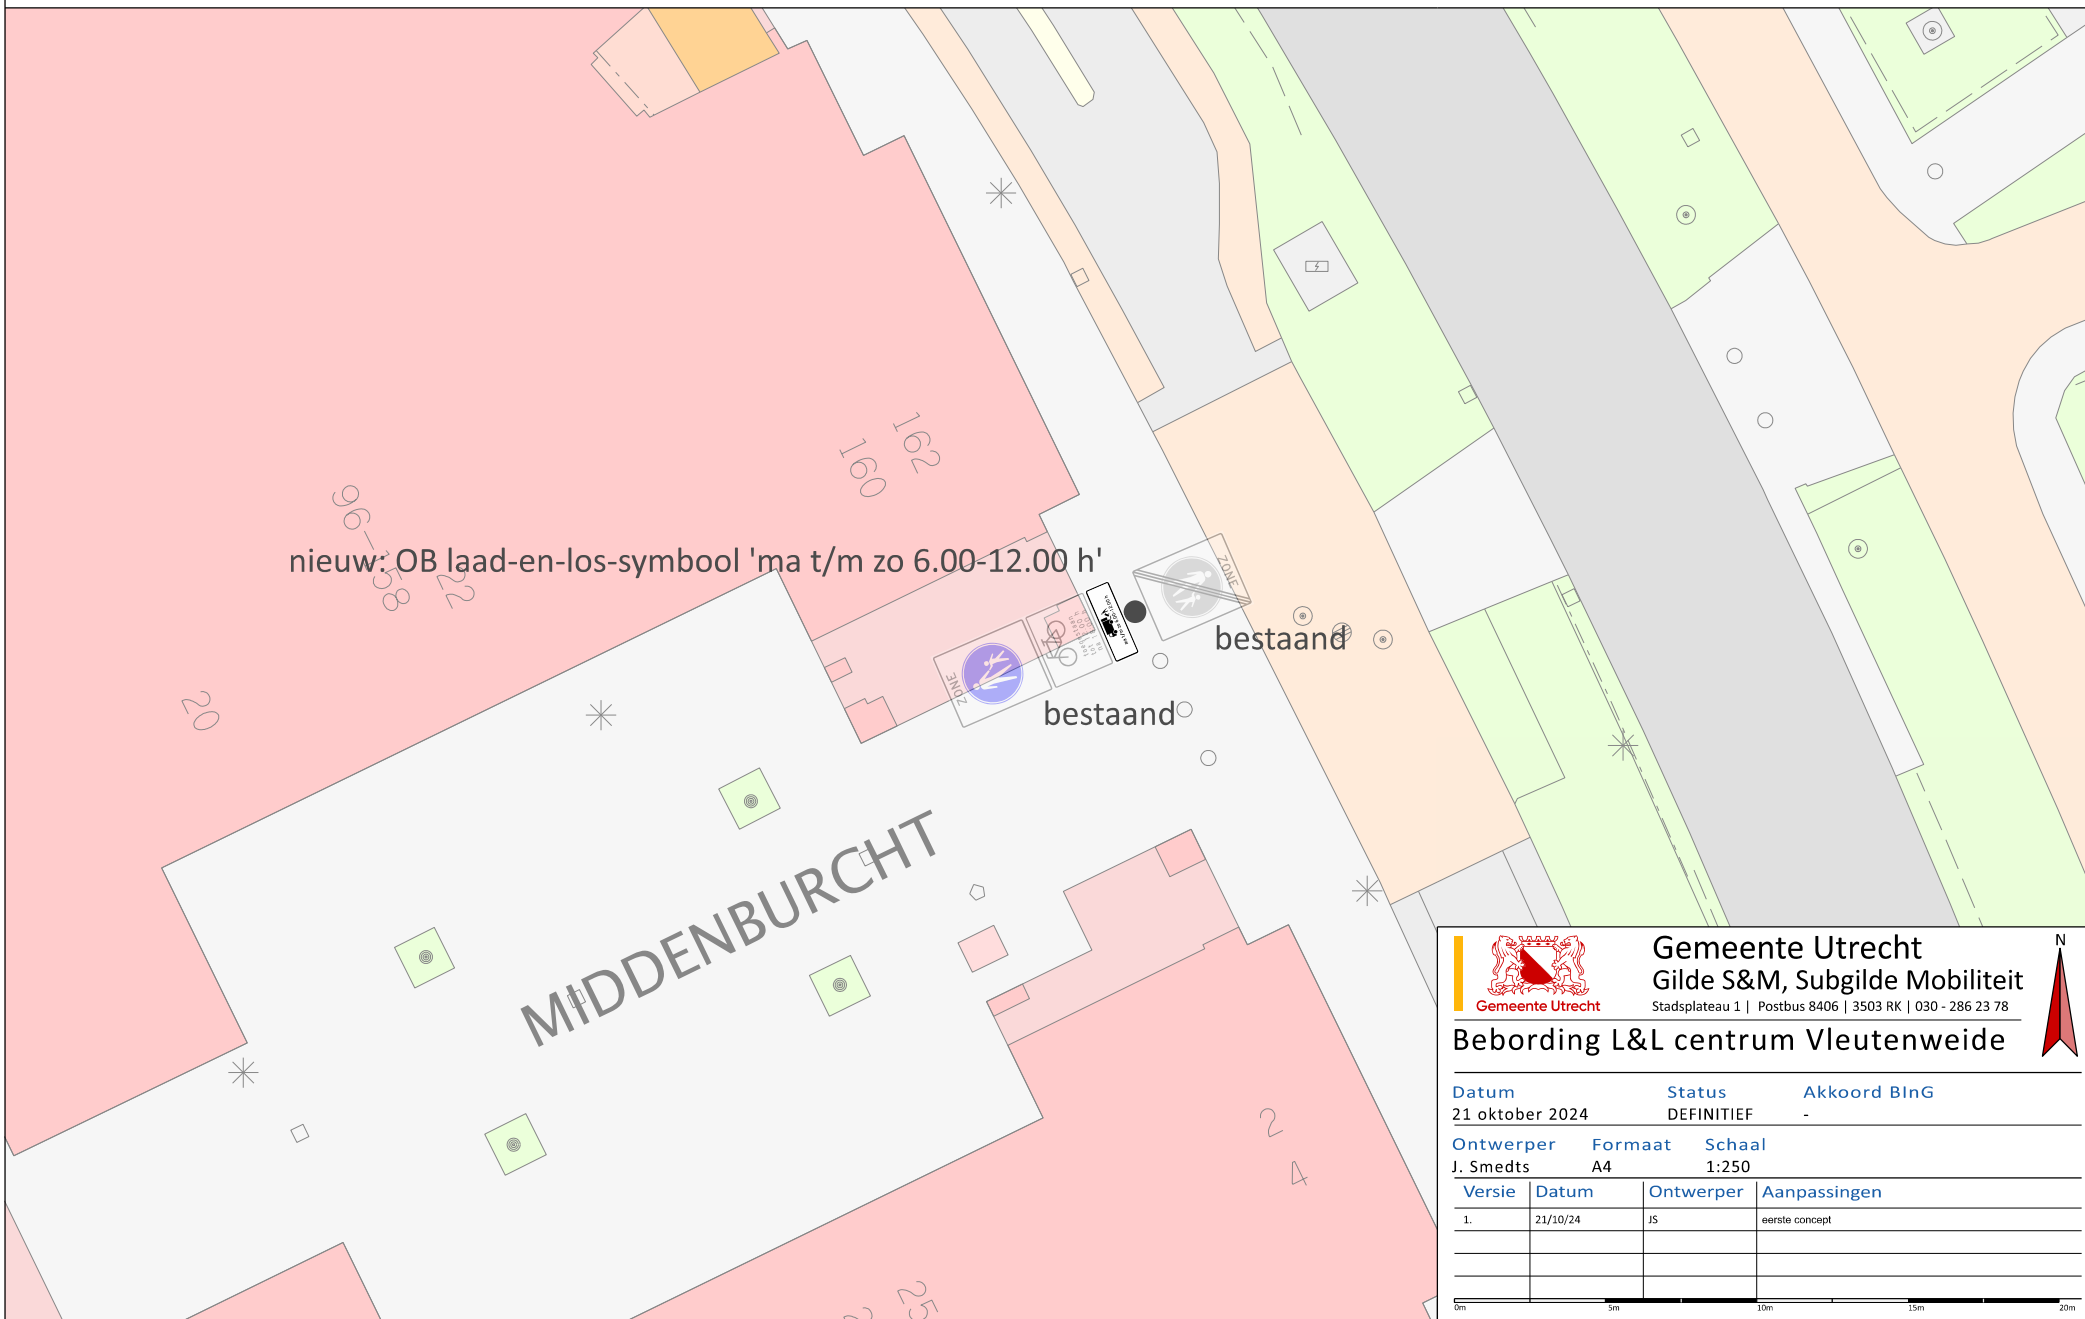 162
160
96-158
22
nieuw: OB laad-en-los-symbool 'ma t/m zo 6.00-12.00 h'
ZONE
bestaand
ZONE
bestaand
20
MIDDENBURCHT
2
4
25
Gemeente Utrecht
Gemeente Utrecht
Gilde S&M, Subgilde Mobiliteit
Stadsplateau 1 | Postbus 8406 | 3503 RK | 030 - 286 23 78
N
Bebording L&L centrum Vleutenweide
Datum Status Akkoord BInG
21 oktober 2024 DEFINITIEF -
Ontwerper Formaat Schaal
J. Smedts A4 1:250
Versie Datum Ontwerper Aanpassingen
1. 21/10/24 JS eerste concept
0m 5m 10m 15m 20m